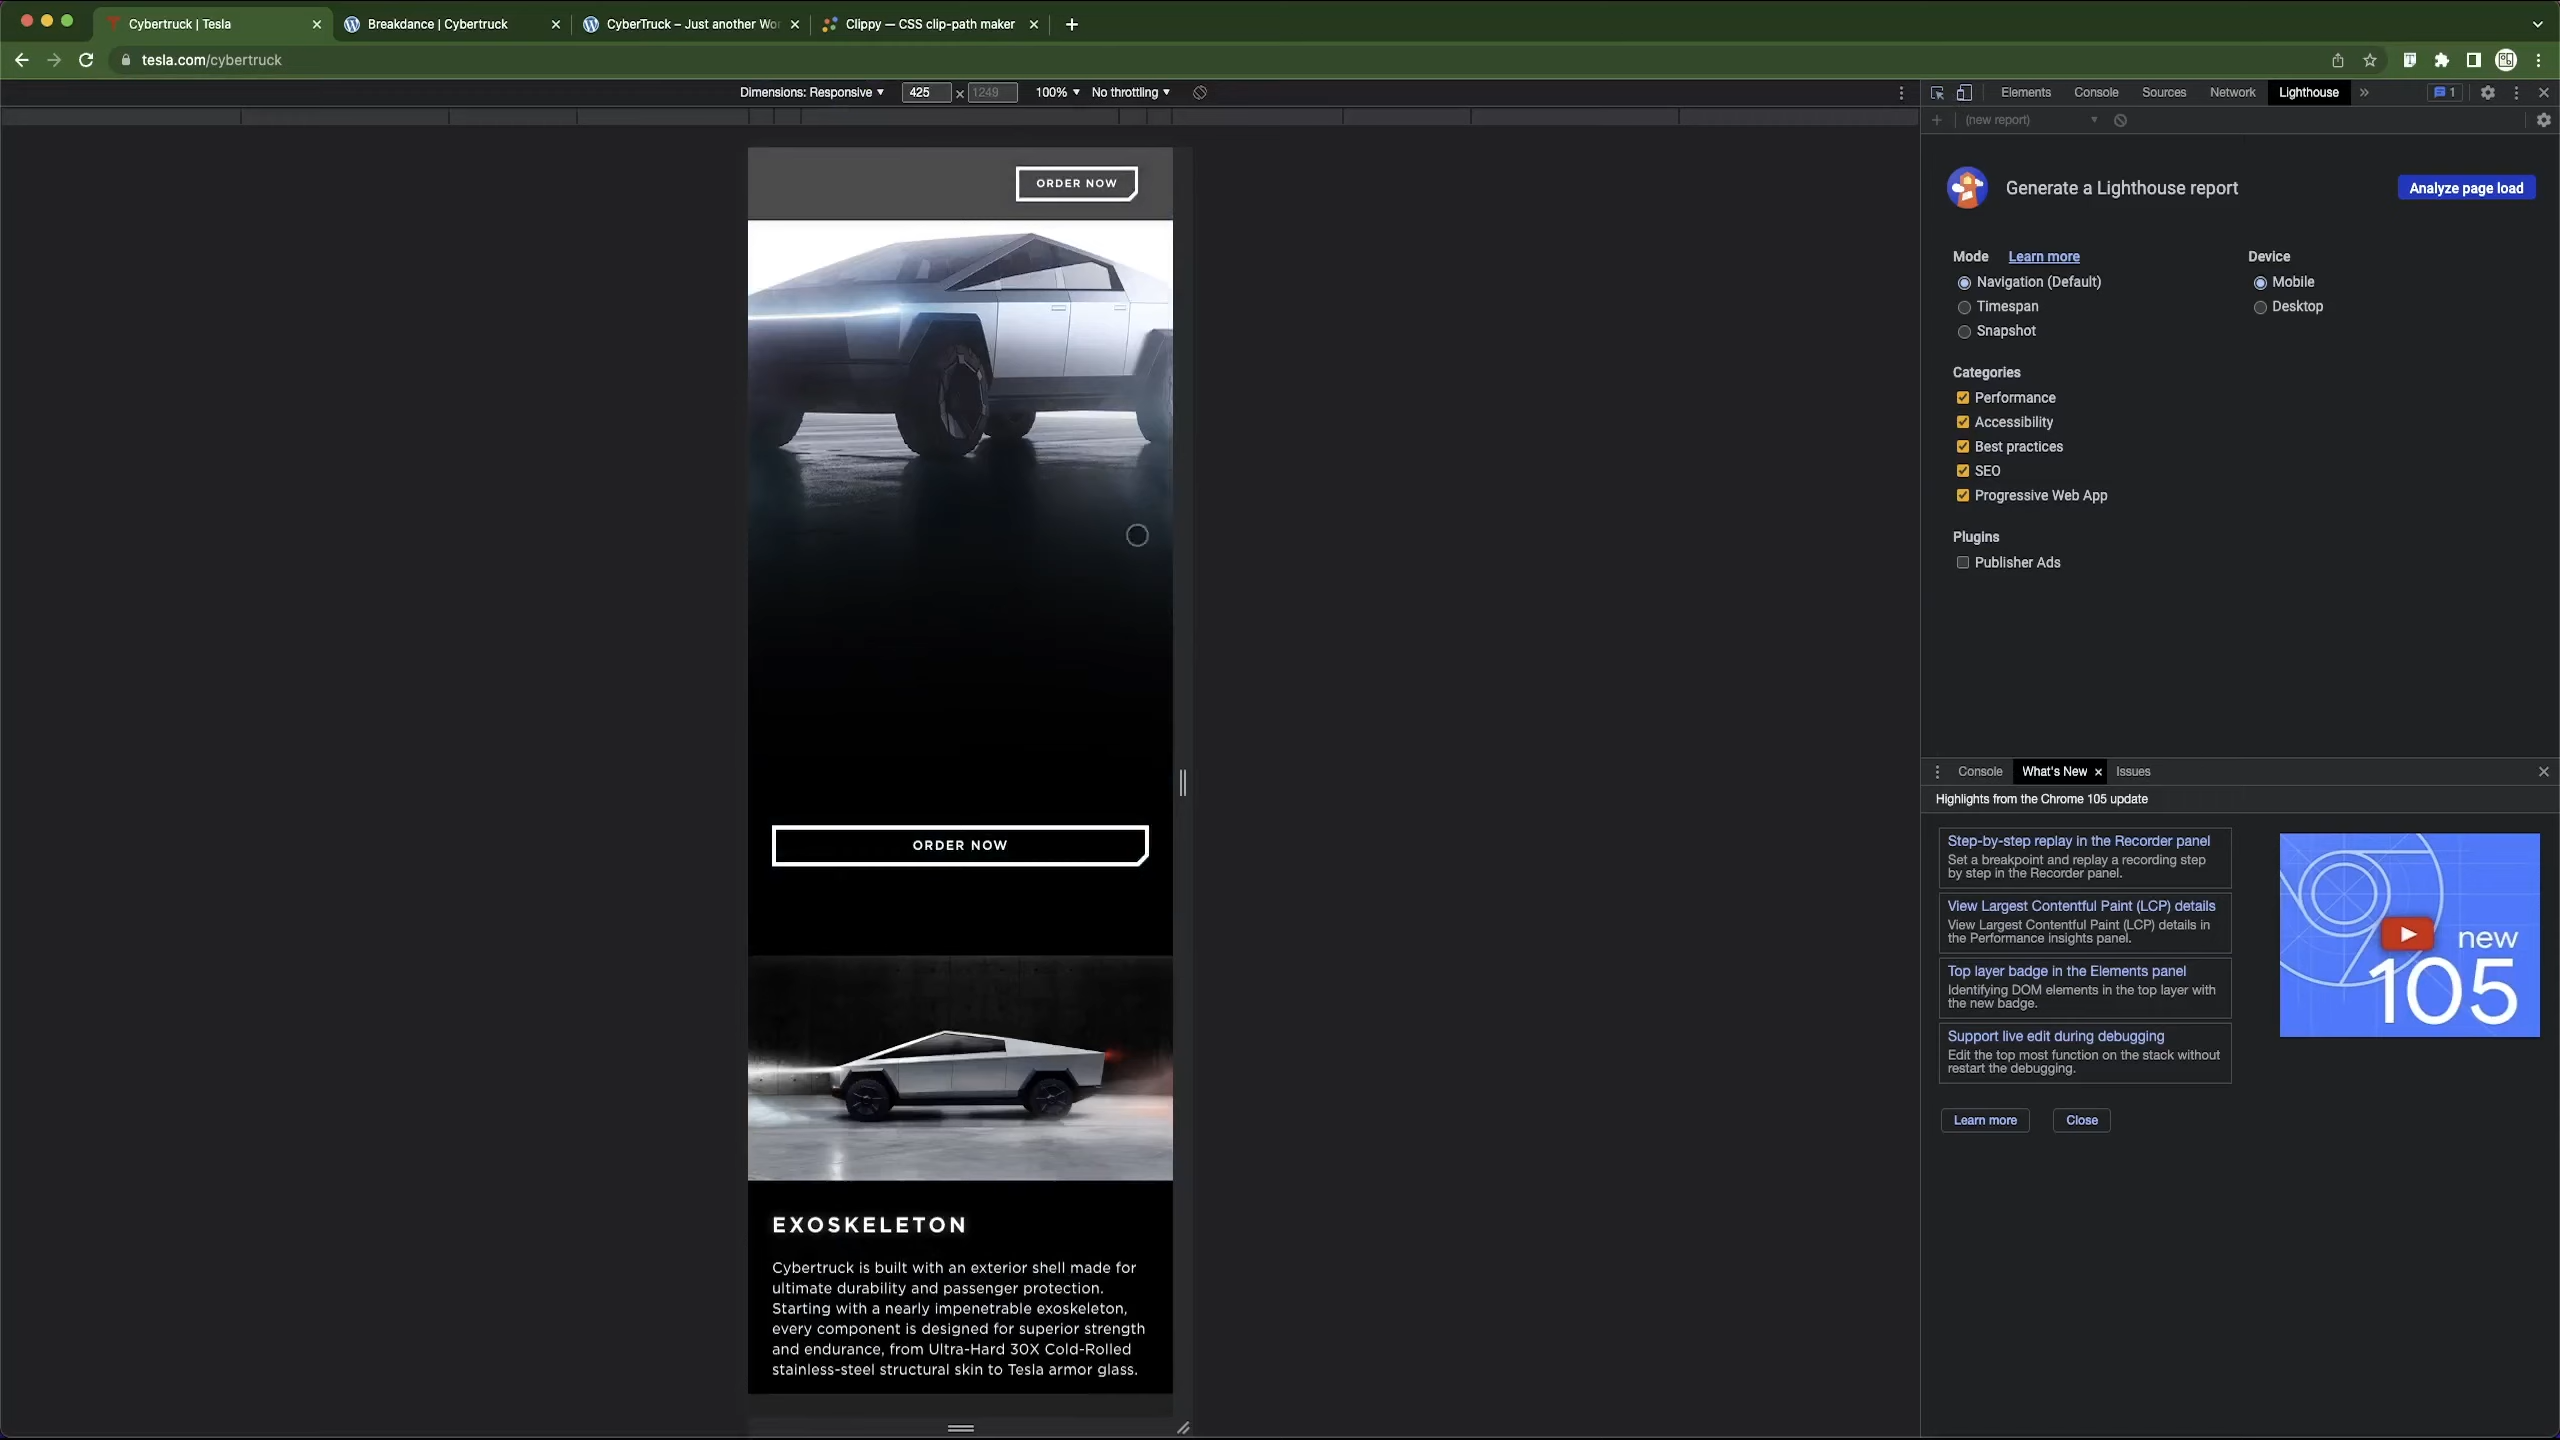 Cybertruck | Tesla
Breakdance | Cybertruck
CyberTruck – Just another Wor
Clippy — CSS clip-path maker
tesla.com/cybertruck
Dimensions: Responsive
425 × 1249
100%
No throttling
Elements Console Sources Network Lighthouse
1
(new report)
ORDER NOW
Generate a Lighthouse report
Analyze page load
Mode Learn more
Navigation (Default)
Timespan
Snapshot
Device
Mobile
Desktop
Categories
Performance
Accessibility
Best practices
SEO
Progressive Web App
Plugins
Publisher Ads
ORDER NOW
EXOSKELETON
Cybertruck is built with an exterior shell made for
ultimate durability and passenger protection.
Starting with a nearly impenetrable exoskeleton,
every component is designed for superior strength
and endurance, from Ultra-Hard 30X Cold-Rolled
stainless-steel structural skin to Tesla armor glass.
Console What's New Issues
Highlights from the Chrome 105 update
Step-by-step replay in the Recorder panel
Set a breakpoint and replay a recording step
by step in the Recorder panel.
View Largest Contentful Paint (LCP) details
View Largest Contentful Paint (LCP) details in
the Performance insights panel.
Top layer badge in the Elements panel
Identifying DOM elements in the top layer with
the new badge.
Support live edit during debugging
Edit the top most function on the stack without
restart the debugging.
new
105
Learn more
Close